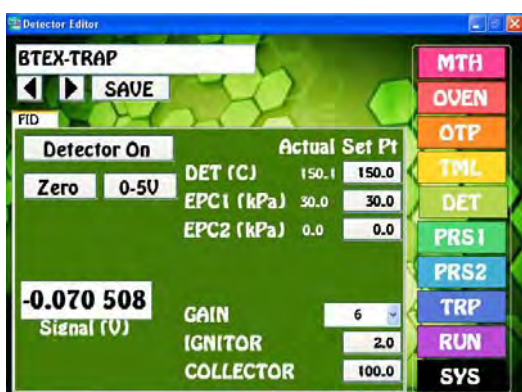 Detector Editor
BTEX-TRAP
SAVE
FID
Detector On
Zero 0-5V
Actual Set Pt
DET (C) 150.1 150.0
EPC1 (kPa) 30.0 30.0
EPC2 (kPa) 0.0 0.0
-0.070 508
Signal (V)
GAIN 6
IGNITOR 2.0
COLLECTOR 100.0
MTH
OVEN
OTP
TML
DET
PRS1
PRS2
TRP
RUN
SYS